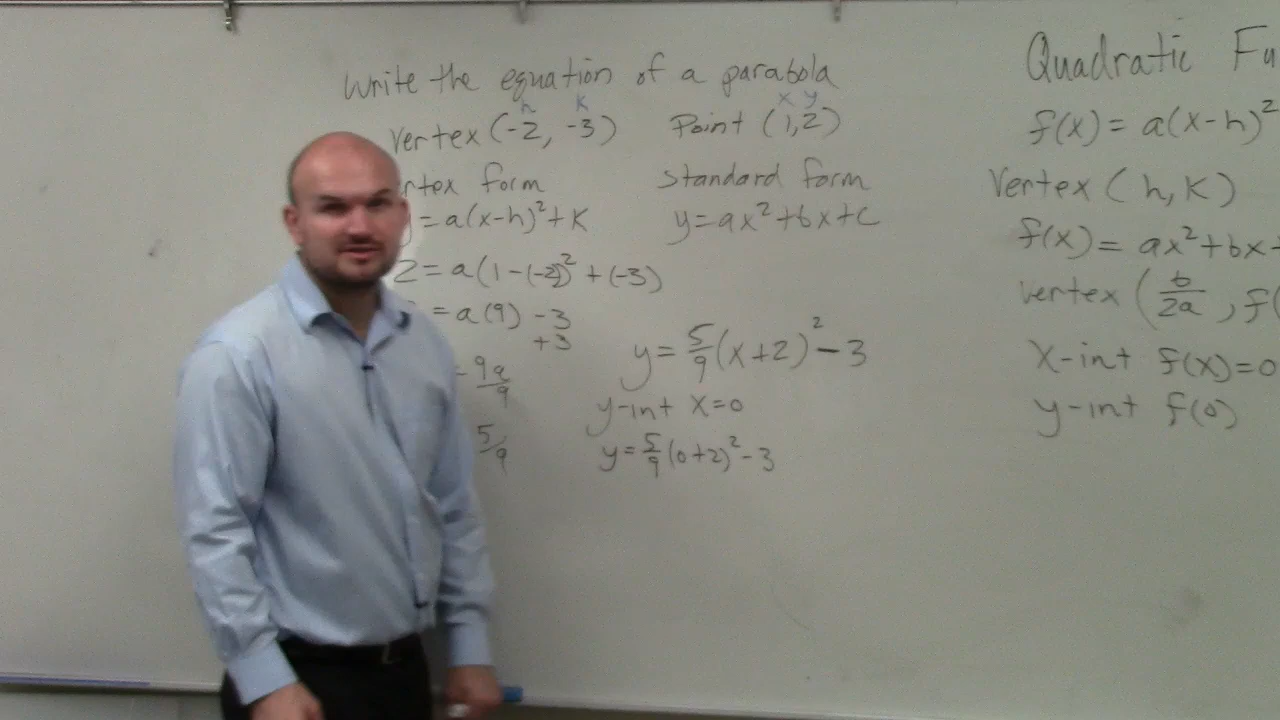 Write the equation of a parabola
h k x y
Vertex (-2, -3) Point (1,2)
rtex form Standard form
= a(x-h)²+k y=ax²+bx+c
2 = a(1-(-2))² + (-3)
= a(9) - 3
+3
9a
9
5/9
y = 5/9 (x+2)² - 3
y-int x=0
y = 5/9 (0+2)² - 3
Quadratic Fu
f(x) = a(x-h)²
Vertex (h, k)
f(x) = ax²+bx+
vertex (b/2a, f(
x-int f(x)=0
y-int f(0)